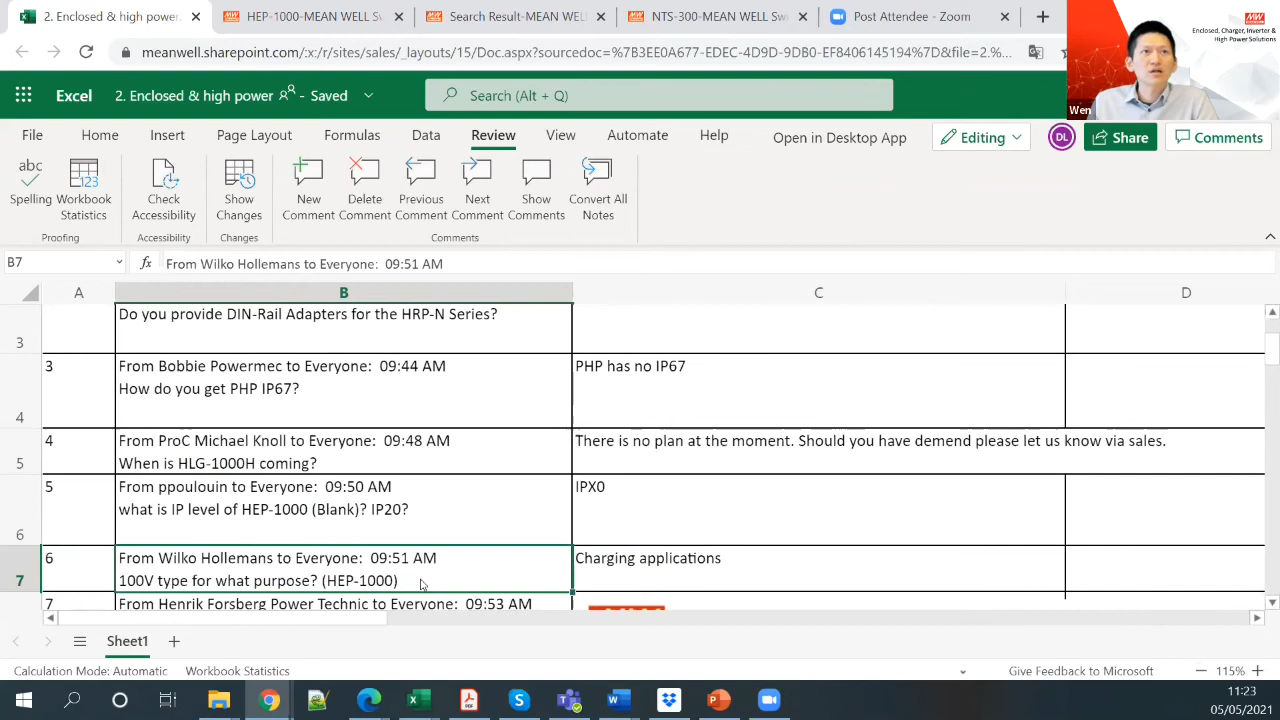 2. Enclosed & high powe
HEP-1000-MEAN WELL Sw
Search Result-MEAN WEL
NTS-300-MEAN WELL Swi
Post Attendee - Zoom
MW
Enclosed, Charger, Inverter &
High Power Solutions
meanwell.sharepoint.com/:x:/r/sites/sales/_layouts/15/Doc.aspx?sourcedoc=%7B3EE0A677-EDEC-4D9D-9DB0-EF8406145194%7D&file=2.%...
Wen
Excel
2. Enclosed & high power - Saved
Search (Alt + Q)
File Home Insert Page Layout Formulas Data Review View Automate Help Open in Desktop App Editing DL Share Comments
abc
123
Spelling
Workbook Statistics
Check Accessibility
Show Changes
New Comment
Delete Comment
Previous Comment
Next Comment
Show Comments
Convert All Notes
Proofing
Accessibility
Changes
Comments
B7
fx
From Wilko Hollemans to Everyone: 09:51 AM
A B C D
3
Do you provide DIN-Rail Adapters for the HRP-N Series?
4
3
From Bobbie Powermec to Everyone: 09:44 AM
How do you get PHP IP67?
PHP has no IP67
5
4
From ProC Michael Knoll to Everyone: 09:48 AM
When is HLG-1000H coming?
There is no plan at the moment. Should you have demend please let us know via sales.
6
5
From ppoulouin to Everyone: 09:50 AM
what is IP level of HEP-1000 (Blank)? IP20?
IPX0
7
6
From Wilko Hollemans to Everyone: 09:51 AM
100V type for what purpose? (HEP-1000)
Charging applications
7
From Henrik Forsberg Power Technic to Everyone: 09:53 AM
Sheet1
Calculation Mode: Automatic
Workbook Statistics
Give Feedback to Microsoft
115%
11:23
05/05/2021